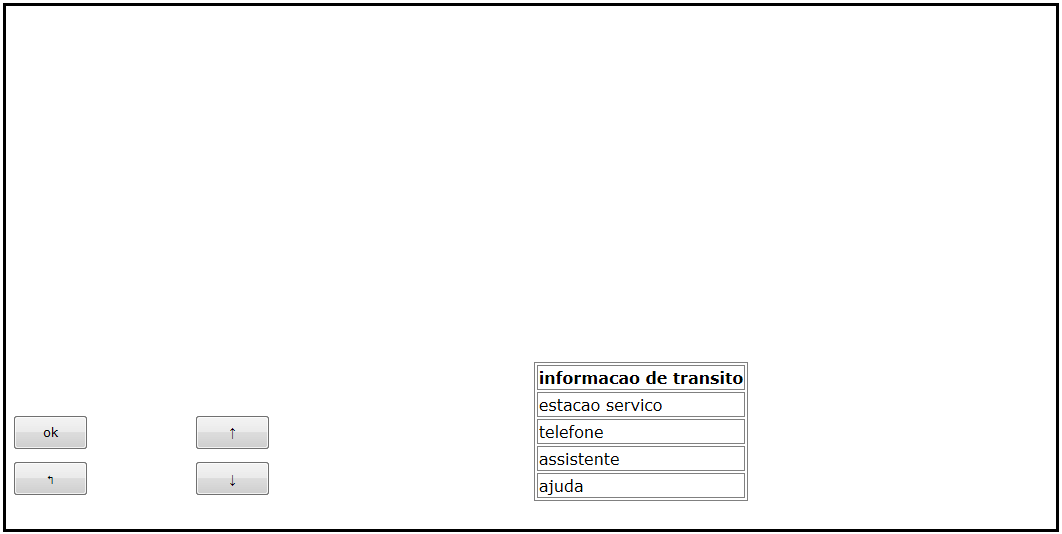 informacao de transito
estacao servico
telefone
assistente
ajuda
ok
↑
↰
↓